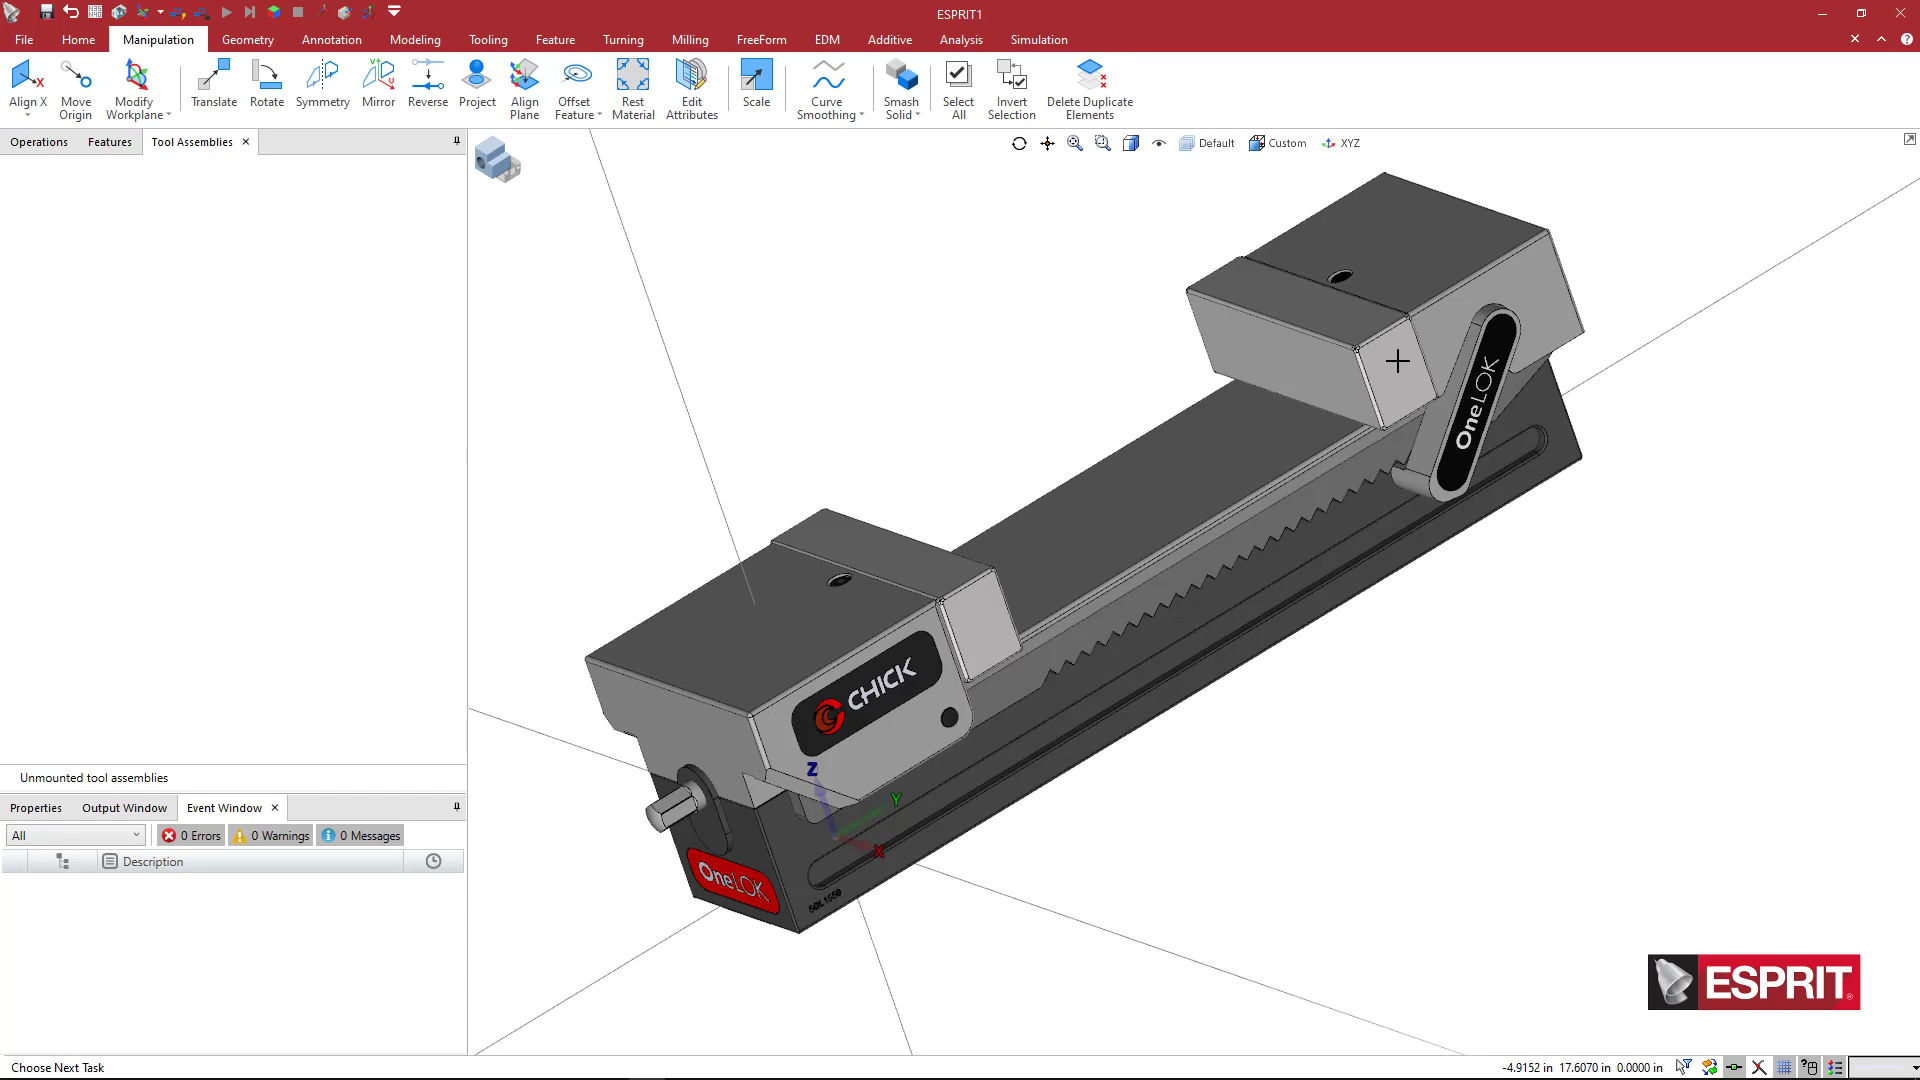 ESPRIT1
File Home Manipulation Geometry Annotation Modeling Tooling Feature Turning Milling FreeForm EDM Additive Analysis Simulation
Align X
Move Origin
Modify Workplane
Translate
Rotate
Symmetry
Mirror
Reverse
Project
Align Plane
Offset Feature
Rest Material
Edit Attributes
Scale
Curve Smoothing
Smash Solid
Select All
Invert Selection
Delete Duplicate Elements
Operations Features Tool Assemblies
Default Custom XYZ
OneLOK
CHICK
Z
Y
X
OneLOK
5OL1550
Unmounted tool assemblies
Properties Output Window Event Window
All 0 Errors 0 Warnings 0 Messages
Description
ESPRIT
Choose Next Task
-4.9152 in 17.6070 in 0.0000 in